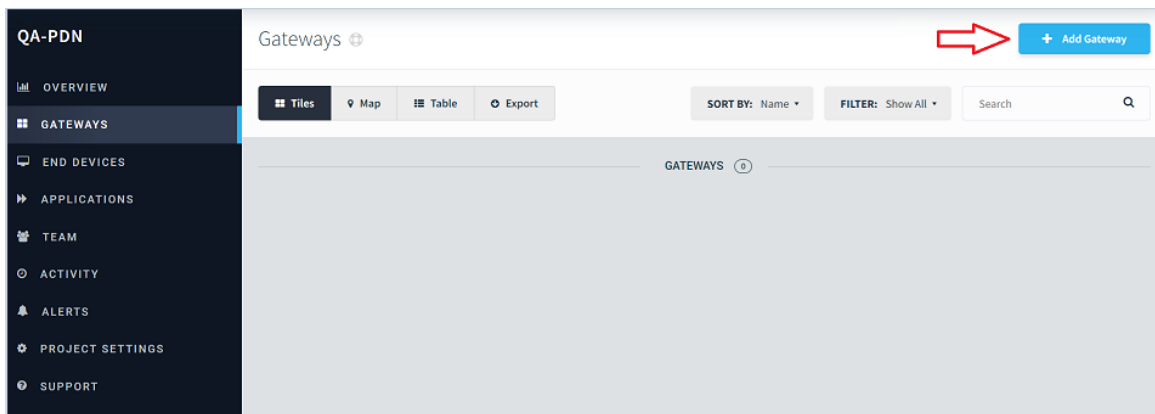 QA-PDN
OVERVIEW
GATEWAYS
END DEVICES
APPLICATIONS
TEAM
ACTIVITY
ALERTS
PROJECT SETTINGS
SUPPORT
Gateways
+ Add Gateway
Tiles
Map
Table
Export
SORT BY: Name
FILTER: Show All
Search
GATEWAYS 0